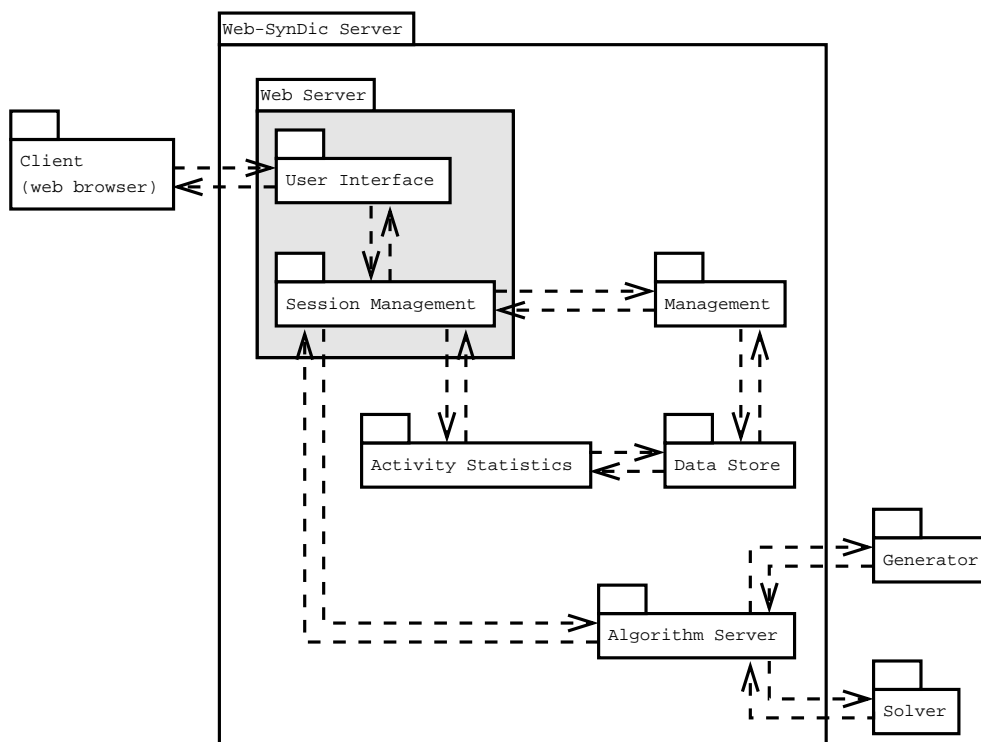 Web-SynDic Server
Web Server
Client
(web browser)
User Interface
Session Management
Management
Activity Statistics
Data Store
Generator
Algorithm Server
Solver